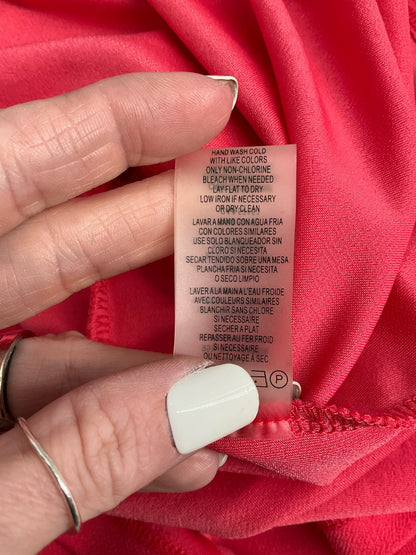 HAND WASH COLD
WITH LIKE COLORS
ONLY NON-CHLORINE
BLEACH WHEN NEEDED
LAY FLAT TO DRY
LOW IRON IF NECESSARY
OR DRY CLEAN
LAVAR A MANO CON AGUA FRIA
CON COLORES SIMILARES
USE SOLO BLANQUEADOR SIN
CLORO SI NECESITA
SECAR TENDIDO SOBRE UNA MESA
PLANCHA FRIA SI NECESITA
O SECO LIMPIO
LAVER A LA MAIN A L'EAU FROIDE
AVEC COULEURS SIMILAIRES
BLANCHIR SANS CHLORE
SI NECESSAIRE
SECHER A PLAT
REPASSER AU FER FROID
SI NECESSAIRE
OU NETTOYAGE A SEC
P